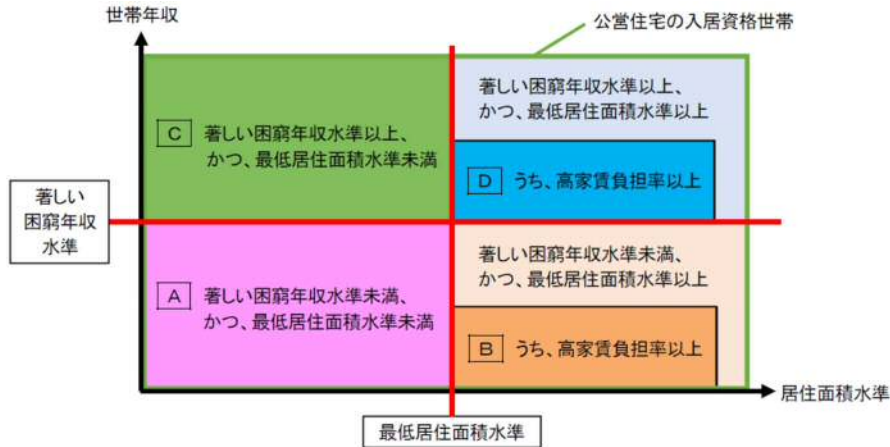 世帯年収
公営住宅の入居資格世帯
C 著しい困窮年収水準以上、
かつ、最低居住面積水準未満
著しい困窮年収水準以上、
かつ、最低居住面積水準以上
D うち、高家賃負担率以上
著しい
困窮年収
水準
A 著しい困窮年収水準未満、
かつ、最低居住面積水準未満
著しい困窮年収水準未満、
かつ、最低居住面積水準以上
B うち、高家賃負担率以上
居住面積水準
最低居住面積水準